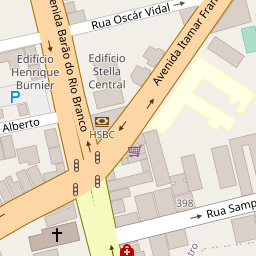 Rua Oscár Vidal
Avenida Barão do Rio Branco
Avenida Itamar Fran
Edifício
Henrique
Burnier
Edifício
Stella
Central
P
Alberto
HSBC
398
Rua Samp